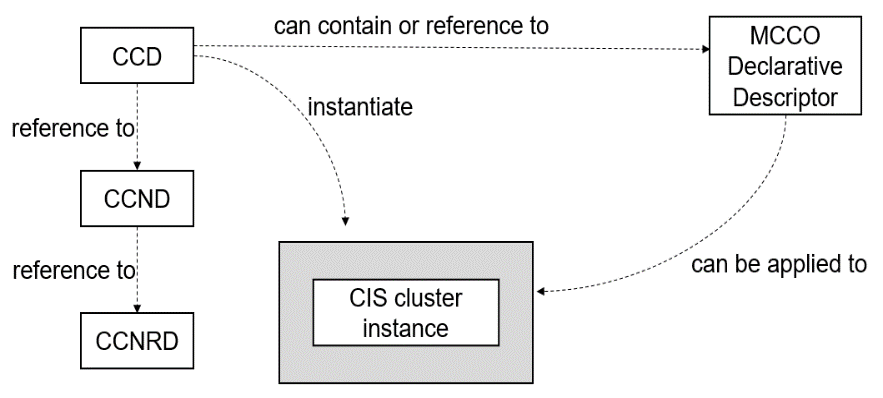 can contain or reference to
CCD
MCCO
Declarative
Descriptor
instantiate
reference to
CCND
reference to
can be applied to
CIS cluster
instance
CCNRD